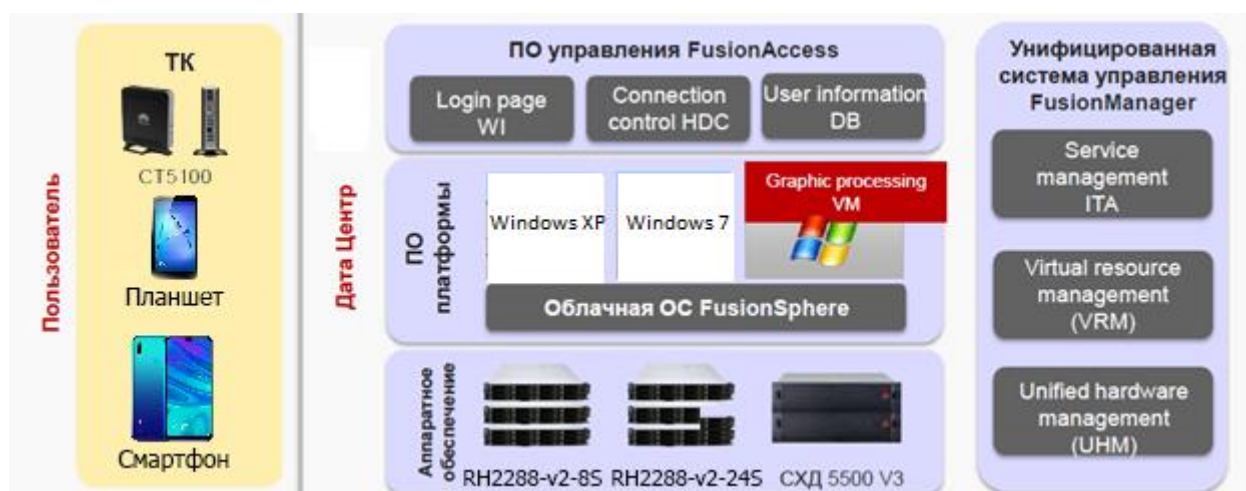 Пользователь
ТК
CT5100
Планшет
Смартфон
Дата Центр
ПО управления FusionAccess
Login page
WI
Connection
control HDC
User information
DB
ПО
платформы
Windows XP
Windows 7
Graphic processing
VM
Облачная ОС FusionSphere
Аппаратное
обеспечение
RH2288-v2-8S
RH2288-v2-24S
СХД 5500 V3
Унифицированная
система управления
FusionManager
Service
management
ITA
Virtual resource
management
(VRM)
Unified hardware
management
(UHM)